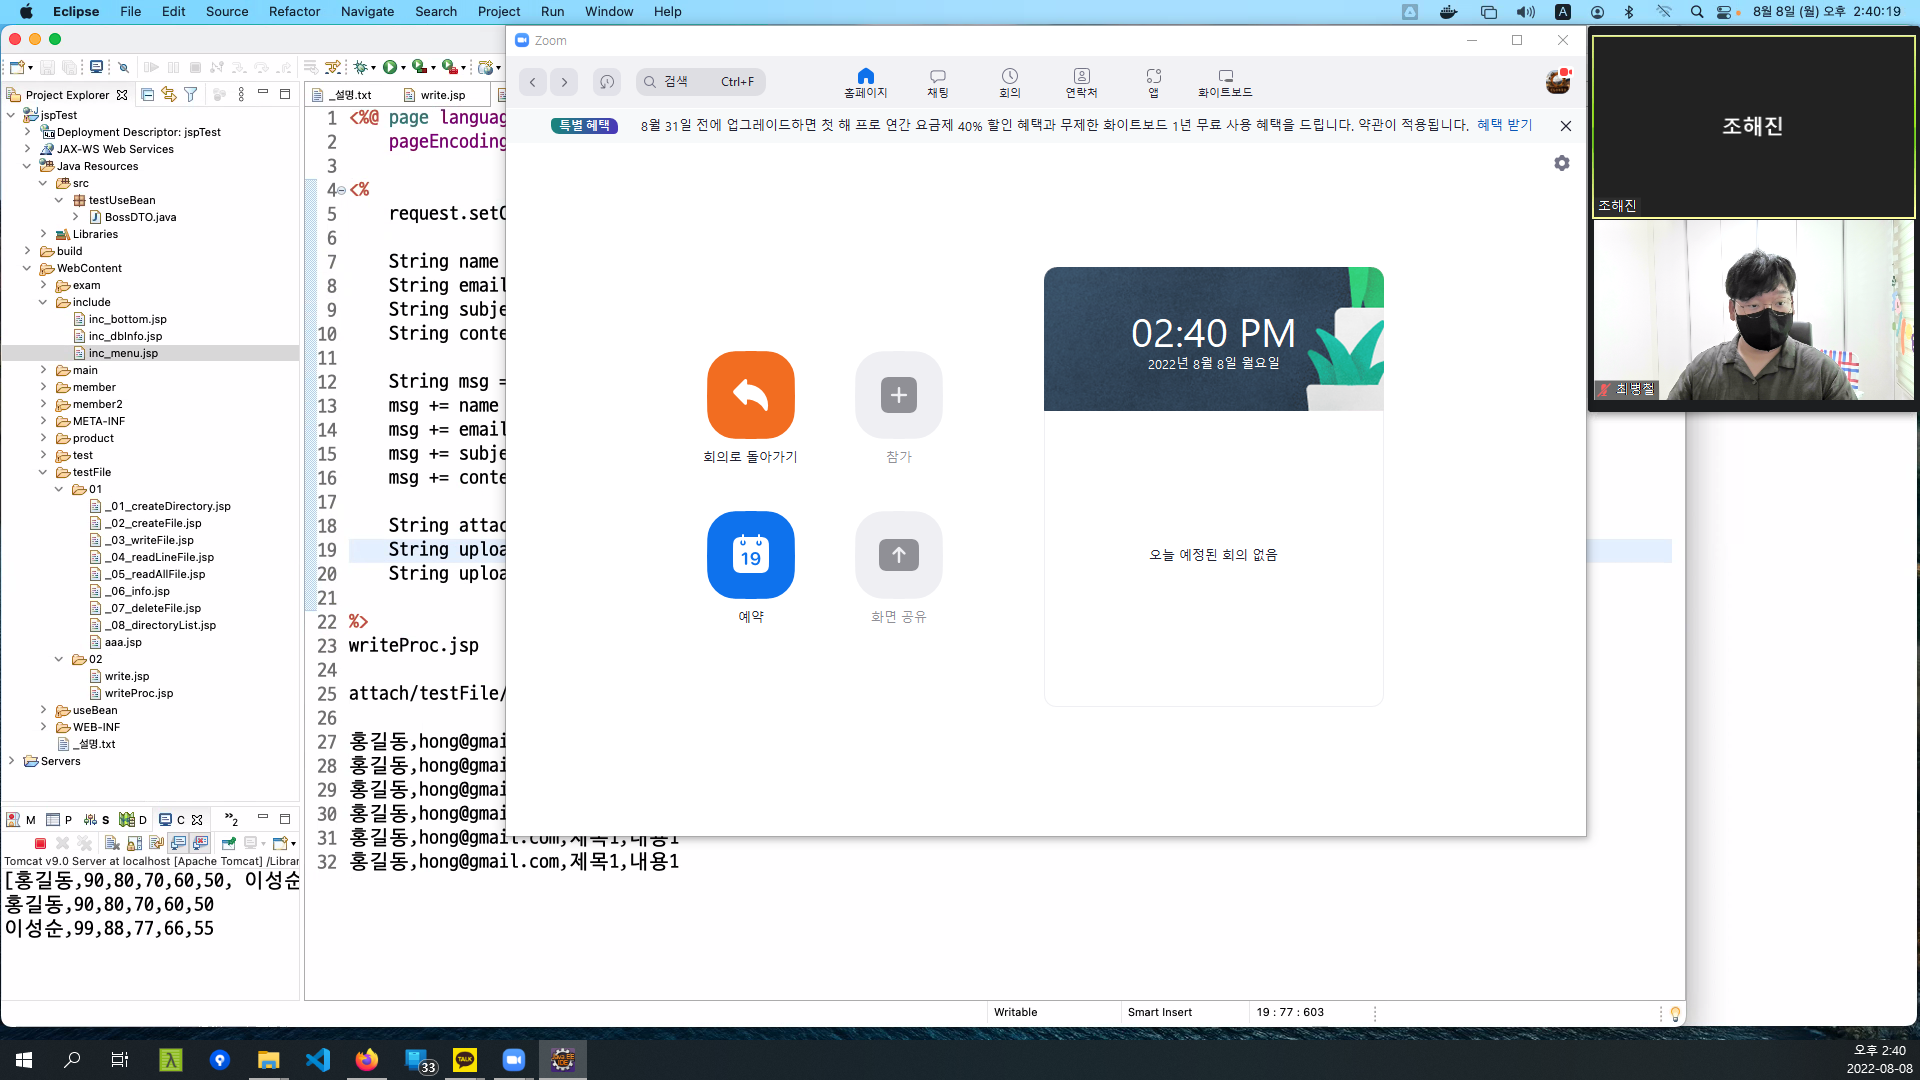 Eclipse File Edit Source Refactor Navigate Search Project Run Window Help
A 8월 8일 (월) 오후 2:40:19
Zoom
검색 Ctrl+F
홈페이지 채팅 회의 연락처 앱 화이트보드
특별 혜택 8월 31일 전에 업그레이드하면 첫 해 프로 연간 요금제 40% 할인 혜택과 무제한 화이트보드 1년 무료 사용 혜택을 드립니다. 약관이 적용됩니다. 혜택 받기
02:40 PM
2022년 8월 8일 월요일
회의로 돌아가기
참가
19
예약
화면 공유
오늘 예정된 회의 없음
조해진
조해진
최병철
Project Explorer
jspTest
Deployment Descriptor: jspTest
JAX-WS Web Services
Java Resources
src
testUseBean
BossDTO.java
Libraries
build
WebContent
exam
include
inc_bottom.jsp
inc_dbInfo.jsp
inc_menu.jsp
main
member
member2
META-INF
product
test
testFile
01
_01_createDirectory.jsp
_02_createFile.jsp
_03_writeFile.jsp
_04_readLineFile.jsp
_05_readAllFile.jsp
_06_info.jsp
_07_deleteFile.jsp
_08_directoryList.jsp
aaa.jsp
02
write.jsp
writeProc.jsp
useBean
WEB-INF
_설명.txt
Servers
_설명.txt write.jsp
1 <%@ page languag
2 pageEncoding
3
4 <%
5 request.setC
6
7 String name
8 String email
9 String subje
10 String conte
11
12 String msg =
13 msg += name
14 msg += email
15 msg += subje
16 msg += conte
17
18 String attac
19 String uploa
20 String uploa
21
22 %>
23 writeProc.jsp
24
25 attach/testFile/
26
27 홍길동,hong@gmai
28 홍길동,hong@gmai
29 홍길동,hong@gmai
30 홍길동,hong@gmai
31 홍길동,hong@gmail.com,제목1,내용1
32 홍길동,hong@gmail.com,제목1,내용1
M P S D C »2
Tomcat v9.0 Server at localhost [Apache Tomcat] /Librar
[홍길동,90,80,70,60,50, 이성순
홍길동,90,80,70,60,50
이성순,99,88,77,66,55
Writable Smart Insert 19 : 77 : 603
TALK
33
오후 2:40
2022-08-08